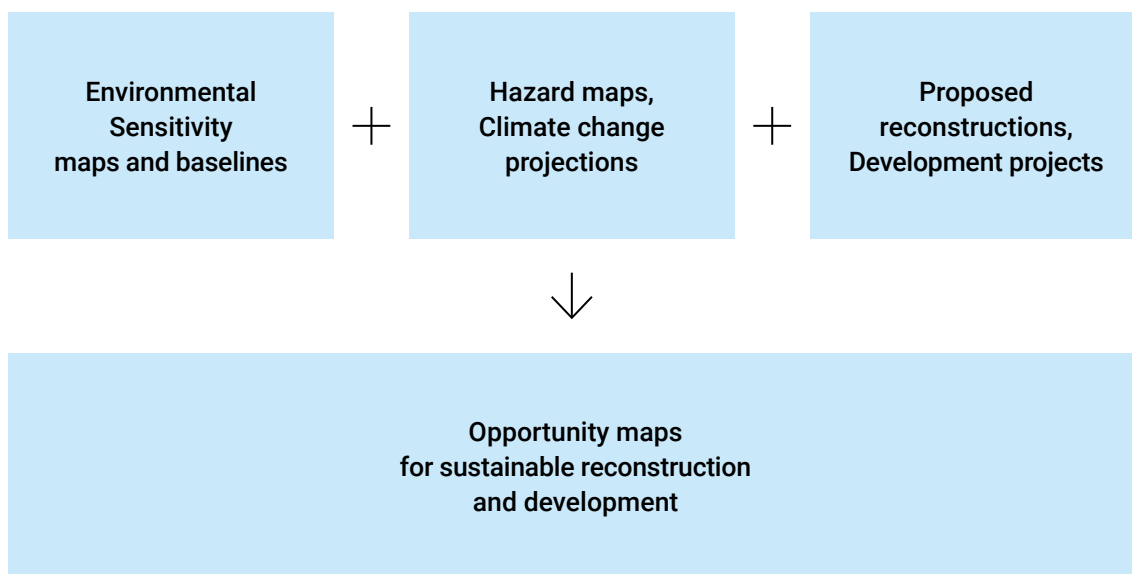 Environmental
Sensitivity
maps and baselines
+
Hazard maps,
Climate change
projections
+
Proposed
reconstructions,
Development projects
Opportunity maps
for sustainable reconstruction
and development